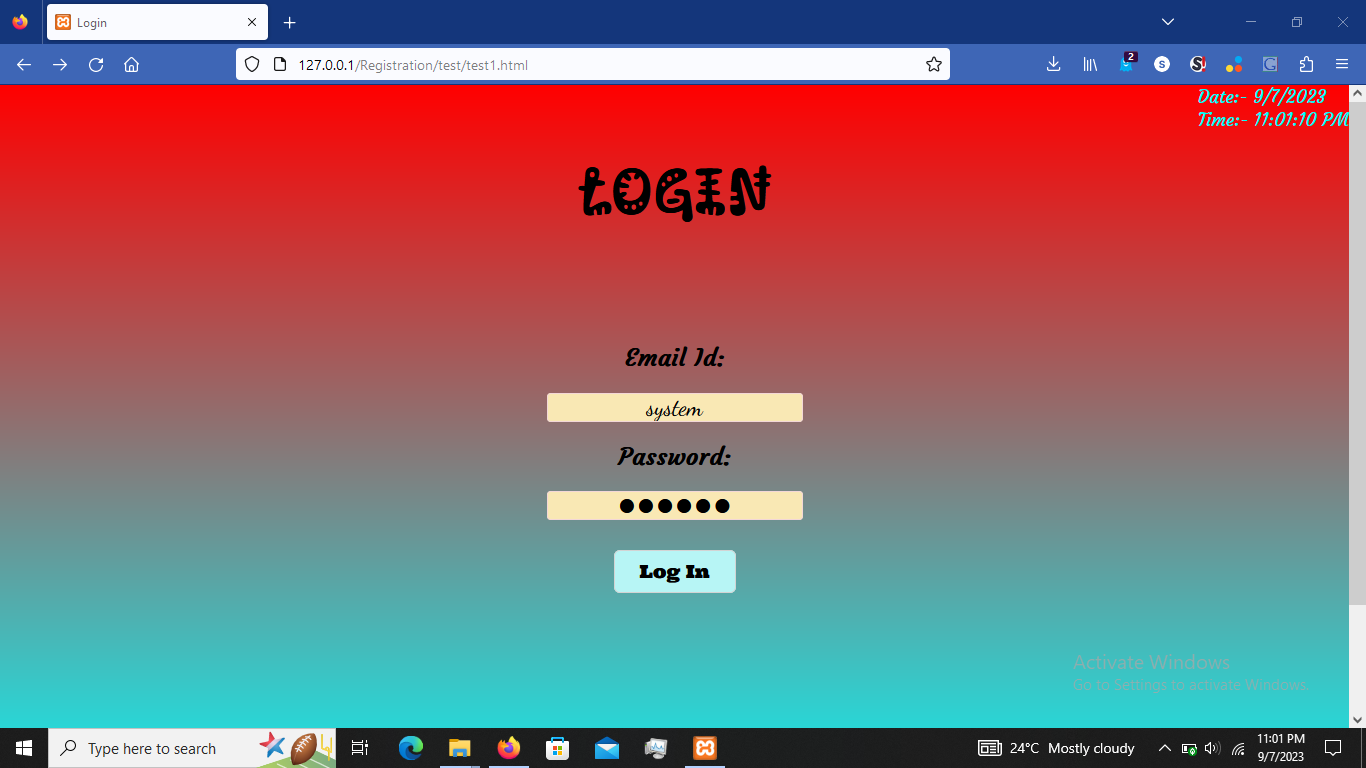 Login
127.0.0.1/Registration/test/test1.html
2
S
Date:- 9/7/2023
Time:- 11:01:10 PM
LOGIN
Email Id:
system
Password:
Log In
Activate Windows
Go to Settings to activate Windows.
Type here to search
24°C Mostly cloudy
11:01 PM
9/7/2023